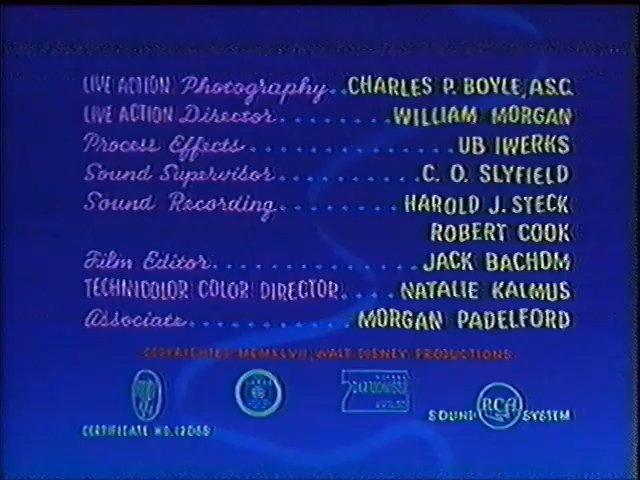 LIVE ACTION Photography..CHARLES P. BOYLE, A.S.C.
LIVE ACTION Director........WILLIAM MORGAN
Process Effects..............UB IWERKS
Sound Supervisor..........C. O. SLYFIELD
Sound Recording.........HAROLD J. STECK
ROBERT COOK
Film Editor..............JACK BACHOM
TECHNICOLOR COLOR DIRECTOR....NATALIE KALMUS
Associate...........MORGAN PADELFORD
COPYRIGHTED MCMXLVII, WALT DISNEY PRODUCTIONS
SOUND RCA SYSTEM
CERTIFICATE NO. 12055